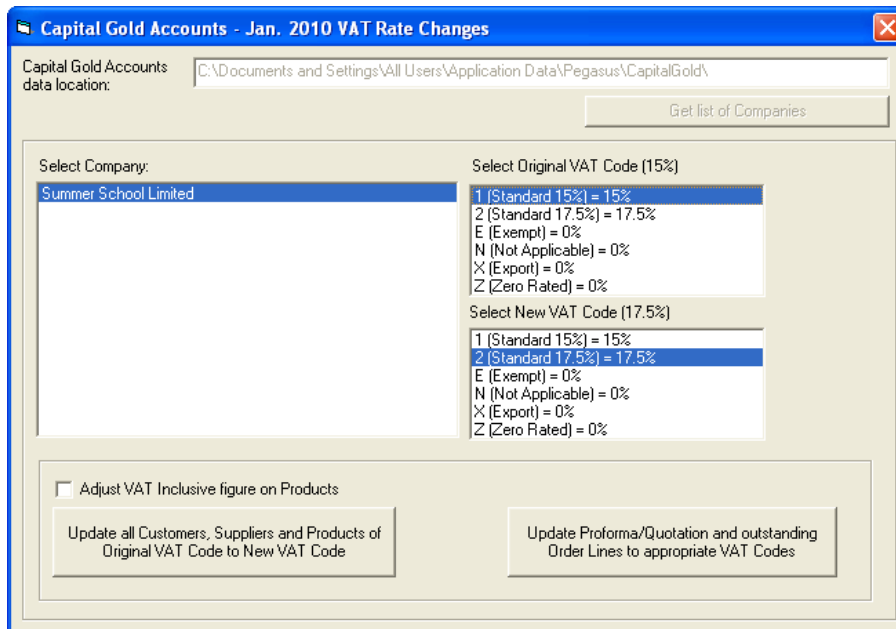 Capital Gold Accounts - Jan. 2010 VAT Rate Changes
Capital Gold Accounts
data location:
C:\Documents and Settings\All Users\Application Data\Pegasus\CapitalGold\
Get list of Companies
Select Company:
Summer School Limited
Select Original VAT Code (15%)
1 (Standard 15%) = 15%
2 (Standard 17.5%) = 17.5%
E (Exempt) = 0%
N (Not Applicable) = 0%
X (Export) = 0%
Z (Zero Rated) = 0%
Select New VAT Code (17.5%)
1 (Standard 15%) = 15%
2 (Standard 17.5%) = 17.5%
E (Exempt) = 0%
N (Not Applicable) = 0%
X (Export) = 0%
Z (Zero Rated) = 0%
Adjust VAT Inclusive figure on Products
Update all Customers, Suppliers and Products of
Original VAT Code to New VAT Code
Update Proforma/Quotation and outstanding
Order Lines to appropriate VAT Codes